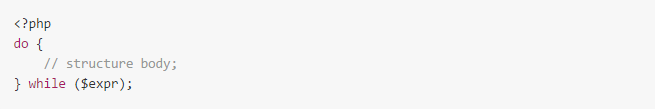 <?php
do {
    // structure body;
} while ($expr);